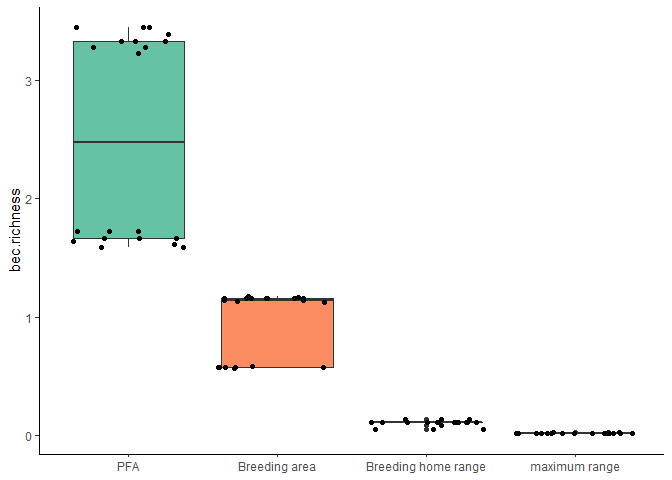 bec.richness
3
2
1
0
PFA
Breeding area
Breeding home range
maximum range